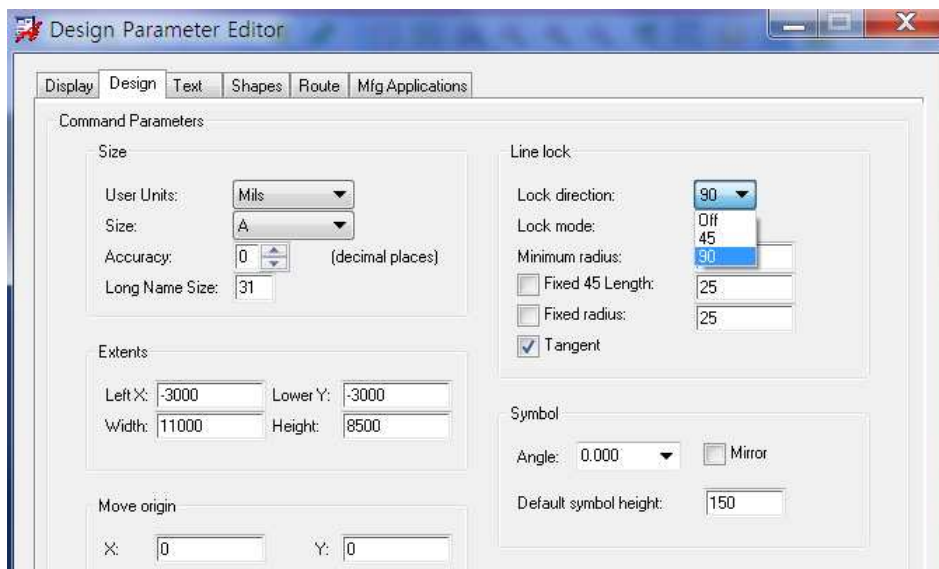 Design Parameter Editor
Display Design Text Shapes Route Mfg Applications
Command Parameters
Size
User Units: Mils
Size: A
Accuracy: 0 (decimal places)
Long Name Size: 31
Extents
Left X: -3000 Lower Y: -3000
Width: 11000 Height: 8500
Move origin
X: 0 Y: 0
Line lock
Lock direction: 90
Off
Lock mode:
45
Minimum radius: 90
Fixed 45 Length: 25
Fixed radius: 25
Tangent
Symbol
Angle: 0.000 Mirror
Default symbol height: 150